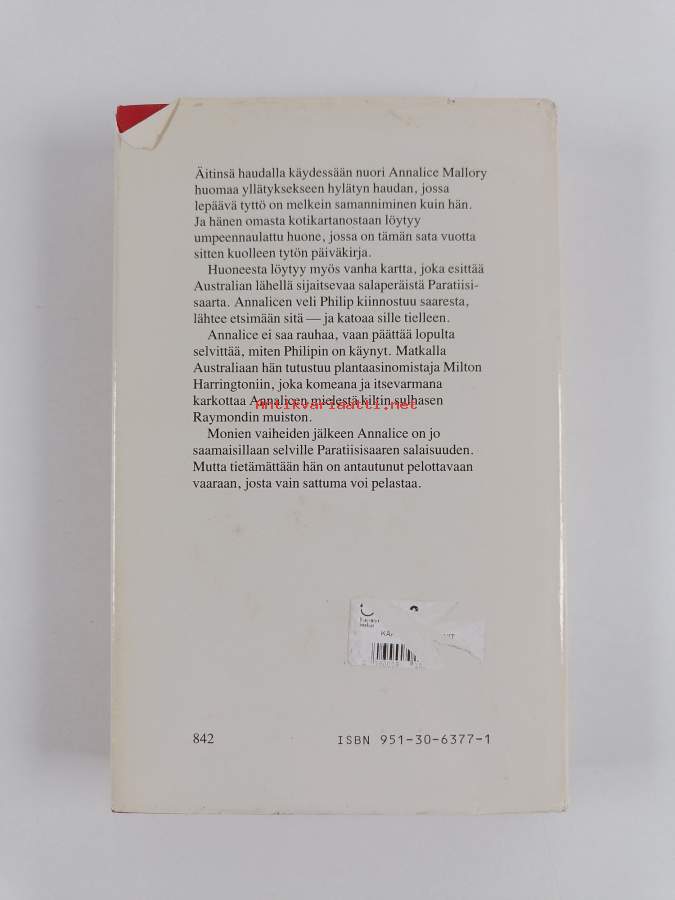 Äitinsä haudalla käydessään nuori Annalice Mallory
huomaa yllätyksekseen hylätyn haudan, jossa
lepäävä tyttö on melkein samanniminen kuin hän.
Ja hänen omasta kotikartanostaan löytyy
umpeennaulattu huone, jossa on tämän sata vuotta
sitten kuolleen tytön päiväkirja.
Huoneesta löytyy myös vanha kartta, joka esittää
Australian lähellä sijaitsevaa salaperäistä Paratiisi-
saarta. Annalicen veli Philip kiinnostuu saaresta,
lähtee etsimään sitä — ja katoaa sille tielleen.
Annalice ei saa rauhaa, vaan päättää lopulta
selvittää, miten Philipin on käynyt. Matkalla
Australiaan hän tutustuu plantaasinomistaja Milton
Harringtoniin, joka komeana ja itsevarmana
karkottaa Annalicen mielestä kiltin sulhasen
Antikvariaatti.net
Raymondin muiston.
Monien vaiheiden jälkeen Annalice on jo
saamaisillaan selville Paratiisisaaren salaisuuden.
Mutta tietämättään hän on antautunut pelottavaan
vaaraan, josta vain sattuma voi pelastaa.
842 ISBN 951-30-6377-1